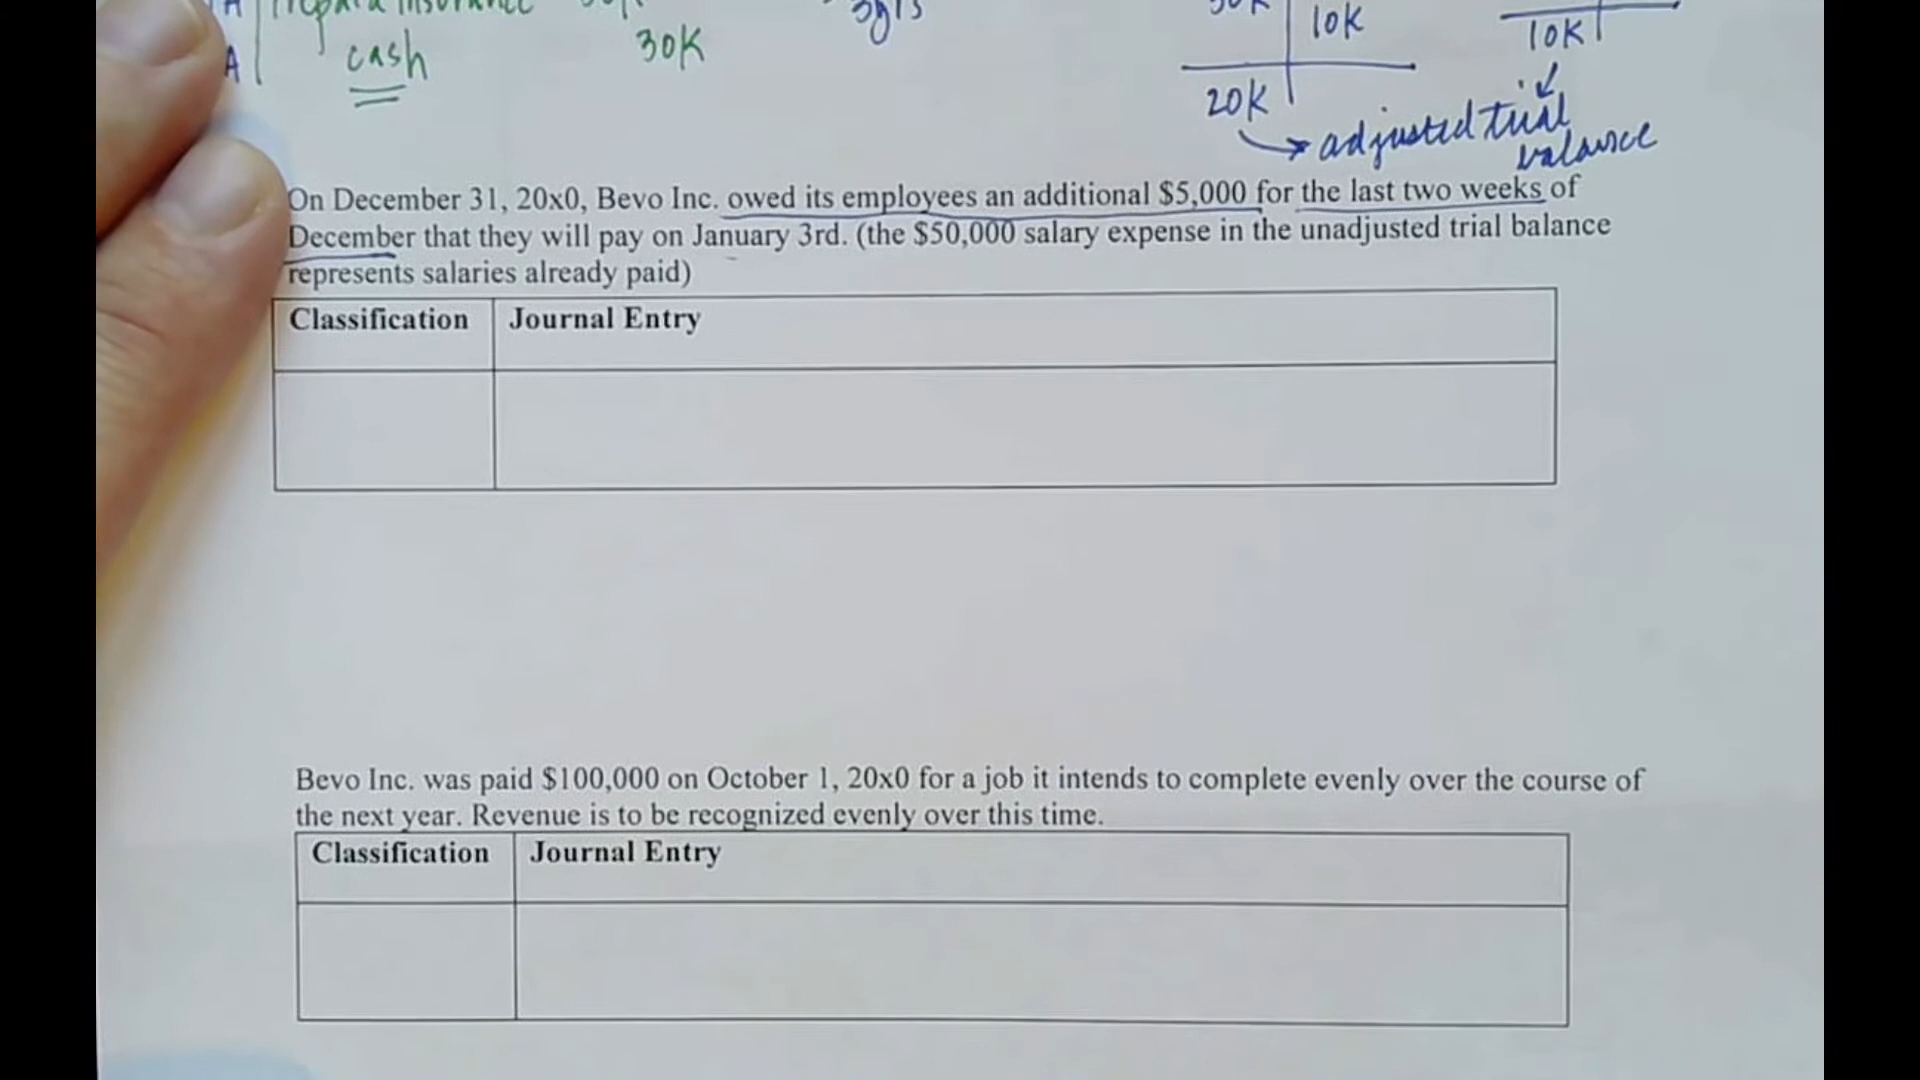 A Prepaid Insurance
3yrs
10K
10K
A cash 30K
20K
adjusted trial
balance
On December 31, 20x0, Bevo Inc. owed its employees an additional $5,000 for the last two weeks of
December that they will pay on January 3rd. (the $50,000 salary expense in the unadjusted trial balance
represents salaries already paid)
Classification Journal Entry
Bevo Inc. was paid $100,000 on October 1, 20x0 for a job it intends to complete evenly over the course of
the next year. Revenue is to be recognized evenly over this time.
Classification Journal Entry